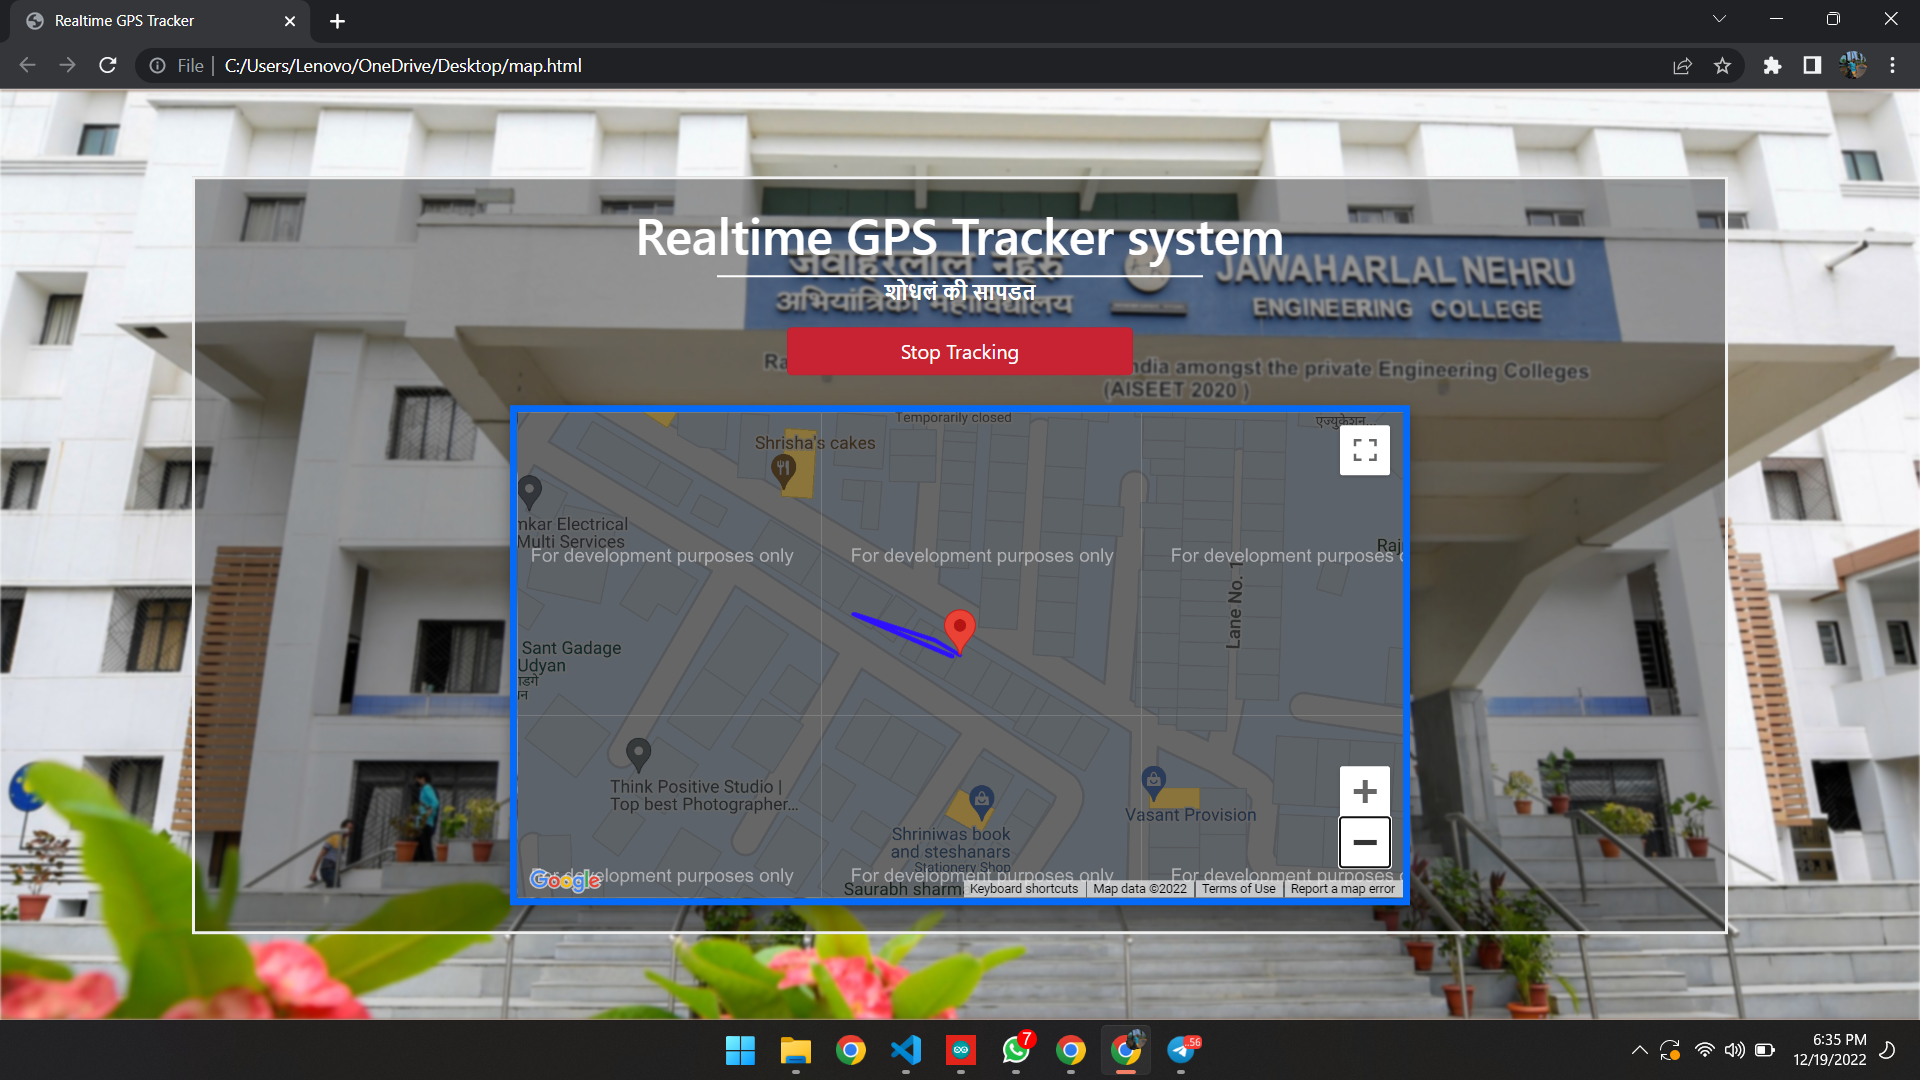 Realtime GPS Tracker
File
C:/Users/Lenovo/OneDrive/Desktop/map.html
Realtime GPS Tracker system
जवाहरलाल नेहरु
JAWAHARLAL NEHRU
शोधलं की सापडत
अभियांत्रिकी महाविद्यालय
ENGINEERING COLLEGE
Stop Tracking
ndia amongst the private Engineering Colleges
(AISEET 2020 )
Temporarily closed
एज्युकेशन...
Shrisha's cakes
mkar Electrical
Multi Services
For development purposes only
For development purposes only
For development purposes
Raj
Lane No. 1
Sant Gadage
Udyan
Think Positive Studio |
Top best Photographer...
Vasant Provision
Shriniwas book
and steshanars
Stationery Shop
For development purposes only
For development purposes only
For development purposes
Google
Saurabh sharma
Keyboard shortcuts
Map data ©2022
Terms of Use
Report a map error
7
56
6:35 PM
12/19/2022